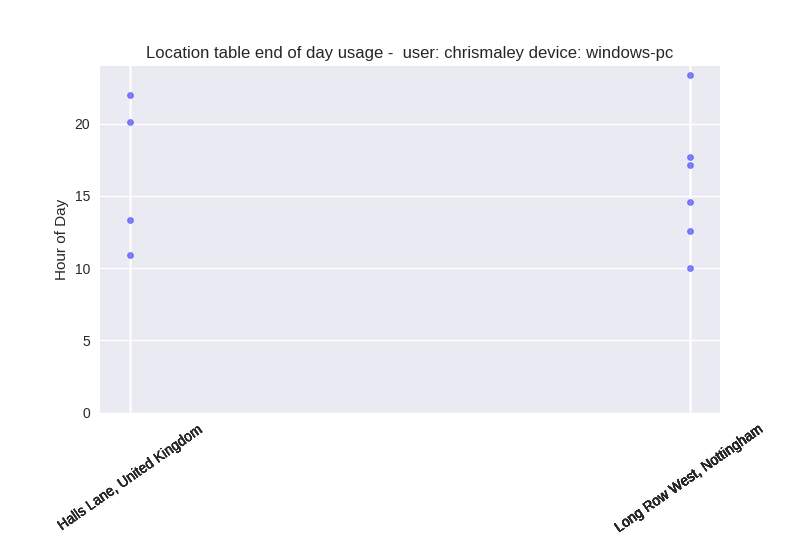 Location table end of day usage -  user: chrismaley device: windows-pc
Hour of Day
20
15
10
5
0
Halls Lane, United Kingdom
Long Row West, Nottingham